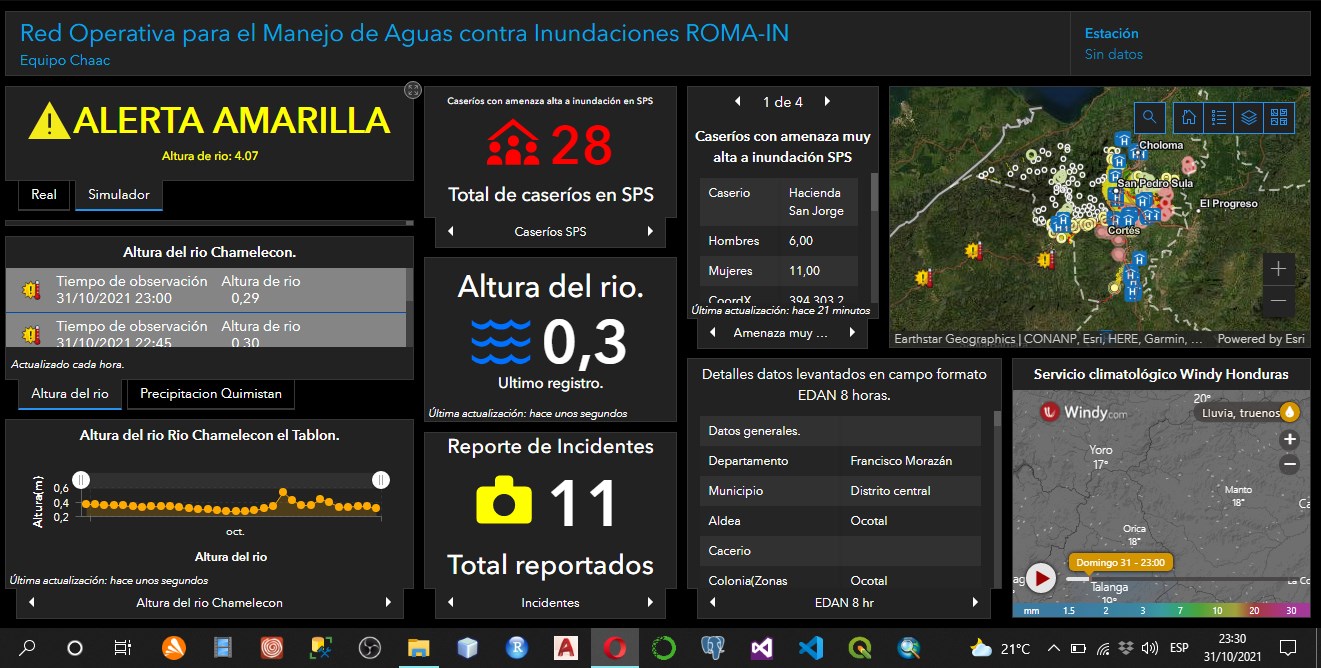 Red Operativa para el Manejo de Aguas contra Inundaciones ROMA-IN
Equipo Chaac
Estación
Sin datos
ALERTA AMARILLA
Altura de rio: 4.07
Real
Simulador
Altura del rio Chamelecon.
Tiempo de observación Altura de rio
31/10/2021 23:00 0,29
Tiempo de observación Altura de rio
31/10/2021 22:45 0,30
Actualizado cada hora.
Altura del rio
Precipitacion Quimistan
Altura del rio Rio Chamelecon el Tablon.
Altura(m)
0,6
0,4
0,2
oct.
Altura del rio
Última actualización: hace unos segundos
Altura del rio Chamelecon
Caseríos con amenaza alta a inundación en SPS
28
Total de caseríos en SPS
Caseríos SPS
Altura del rio.
0,3
Ultimo registro.
Última actualización: hace unos segundos
Reporte de Incidentes
11
Total reportados
Incidentes
1 de 4
Caseríos con amenaza muy
alta a inundación SPS
Caserio Hacienda
San Jorge
Hombres 6,00
Mujeres 11,00
CoordX 394.303,2
Última actualización: hace 21 minutos
Amenaza muy ...
Choloma
San Pedro Sula
El Progreso
Cortés
Earthstar Geographics | CONANP, Esri, HERE, Garmin, ... Powered by Esri
Detalles datos levantados en campo formato
EDAN 8 horas.
Datos generales.
Departamento Francisco Morazán
Municipio Distrito central
Aldea Ocotal
Cacerio
Colonia(Zonas Ocotal
EDAN 8 hr
Servicio climatológico Windy Honduras
Windy.com
20°
Lluvia, truenos
Yoro
17°
Manto
18°
Ca
Orica
18°
Domingo 31 - 23:00
ag
Talanga
19°
La Co
mm 1.5 2 3 7 10 20 30
21°C
ESP
23:30
31/10/2021